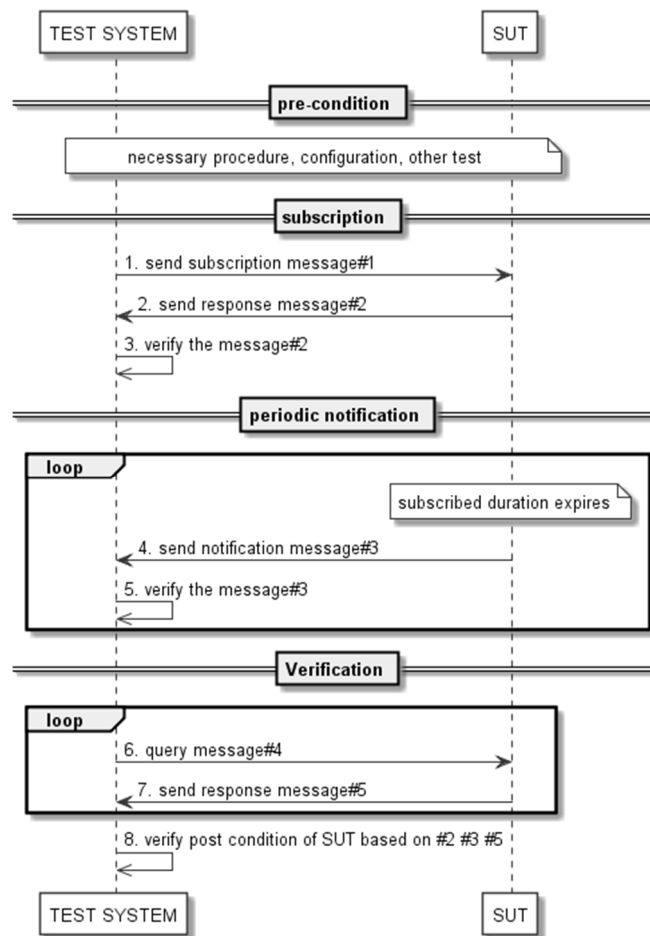 TEST SYSTEM
SUT
pre-condition
necessary procedure, configuration, other test
subscription
1. send subscription message#1
2. send response message#2
3. verify the message#2
periodic notification
loop
subscribed duration expires
4. send notification message#3
5. verify the message#3
Verification
loop
6. query message#4
7. send response message#5
8. verify post condition of SUT based on #2 #3 #5
TEST SYSTEM
SUT